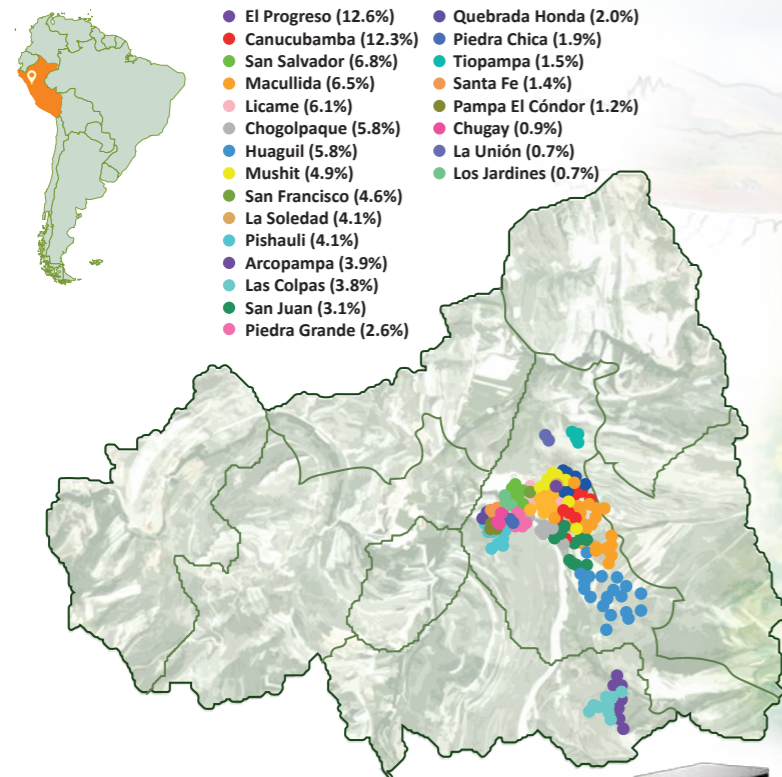 El Progreso (12.6%)
Canucubamba (12.3%)
San Salvador (6.8%)
Macullida (6.5%)
Licame (6.1%)
Chogolpaque (5.8%)
Huaguil (5.8%)
Mushit (4.9%)
San Francisco (4.6%)
La Soledad (4.1%)
Pishauli (4.1%)
Arcopampa (3.9%)
Las Colpas (3.8%)
San Juan (3.1%)
Piedra Grande (2.6%)
Quebrada Honda (2.0%)
Piedra Chica (1.9%)
Tiopampa (1.5%)
Santa Fe (1.4%)
Pampa El Cóndor (1.2%)
Chugay (0.9%)
La Unión (0.7%)
Los Jardines (0.7%)